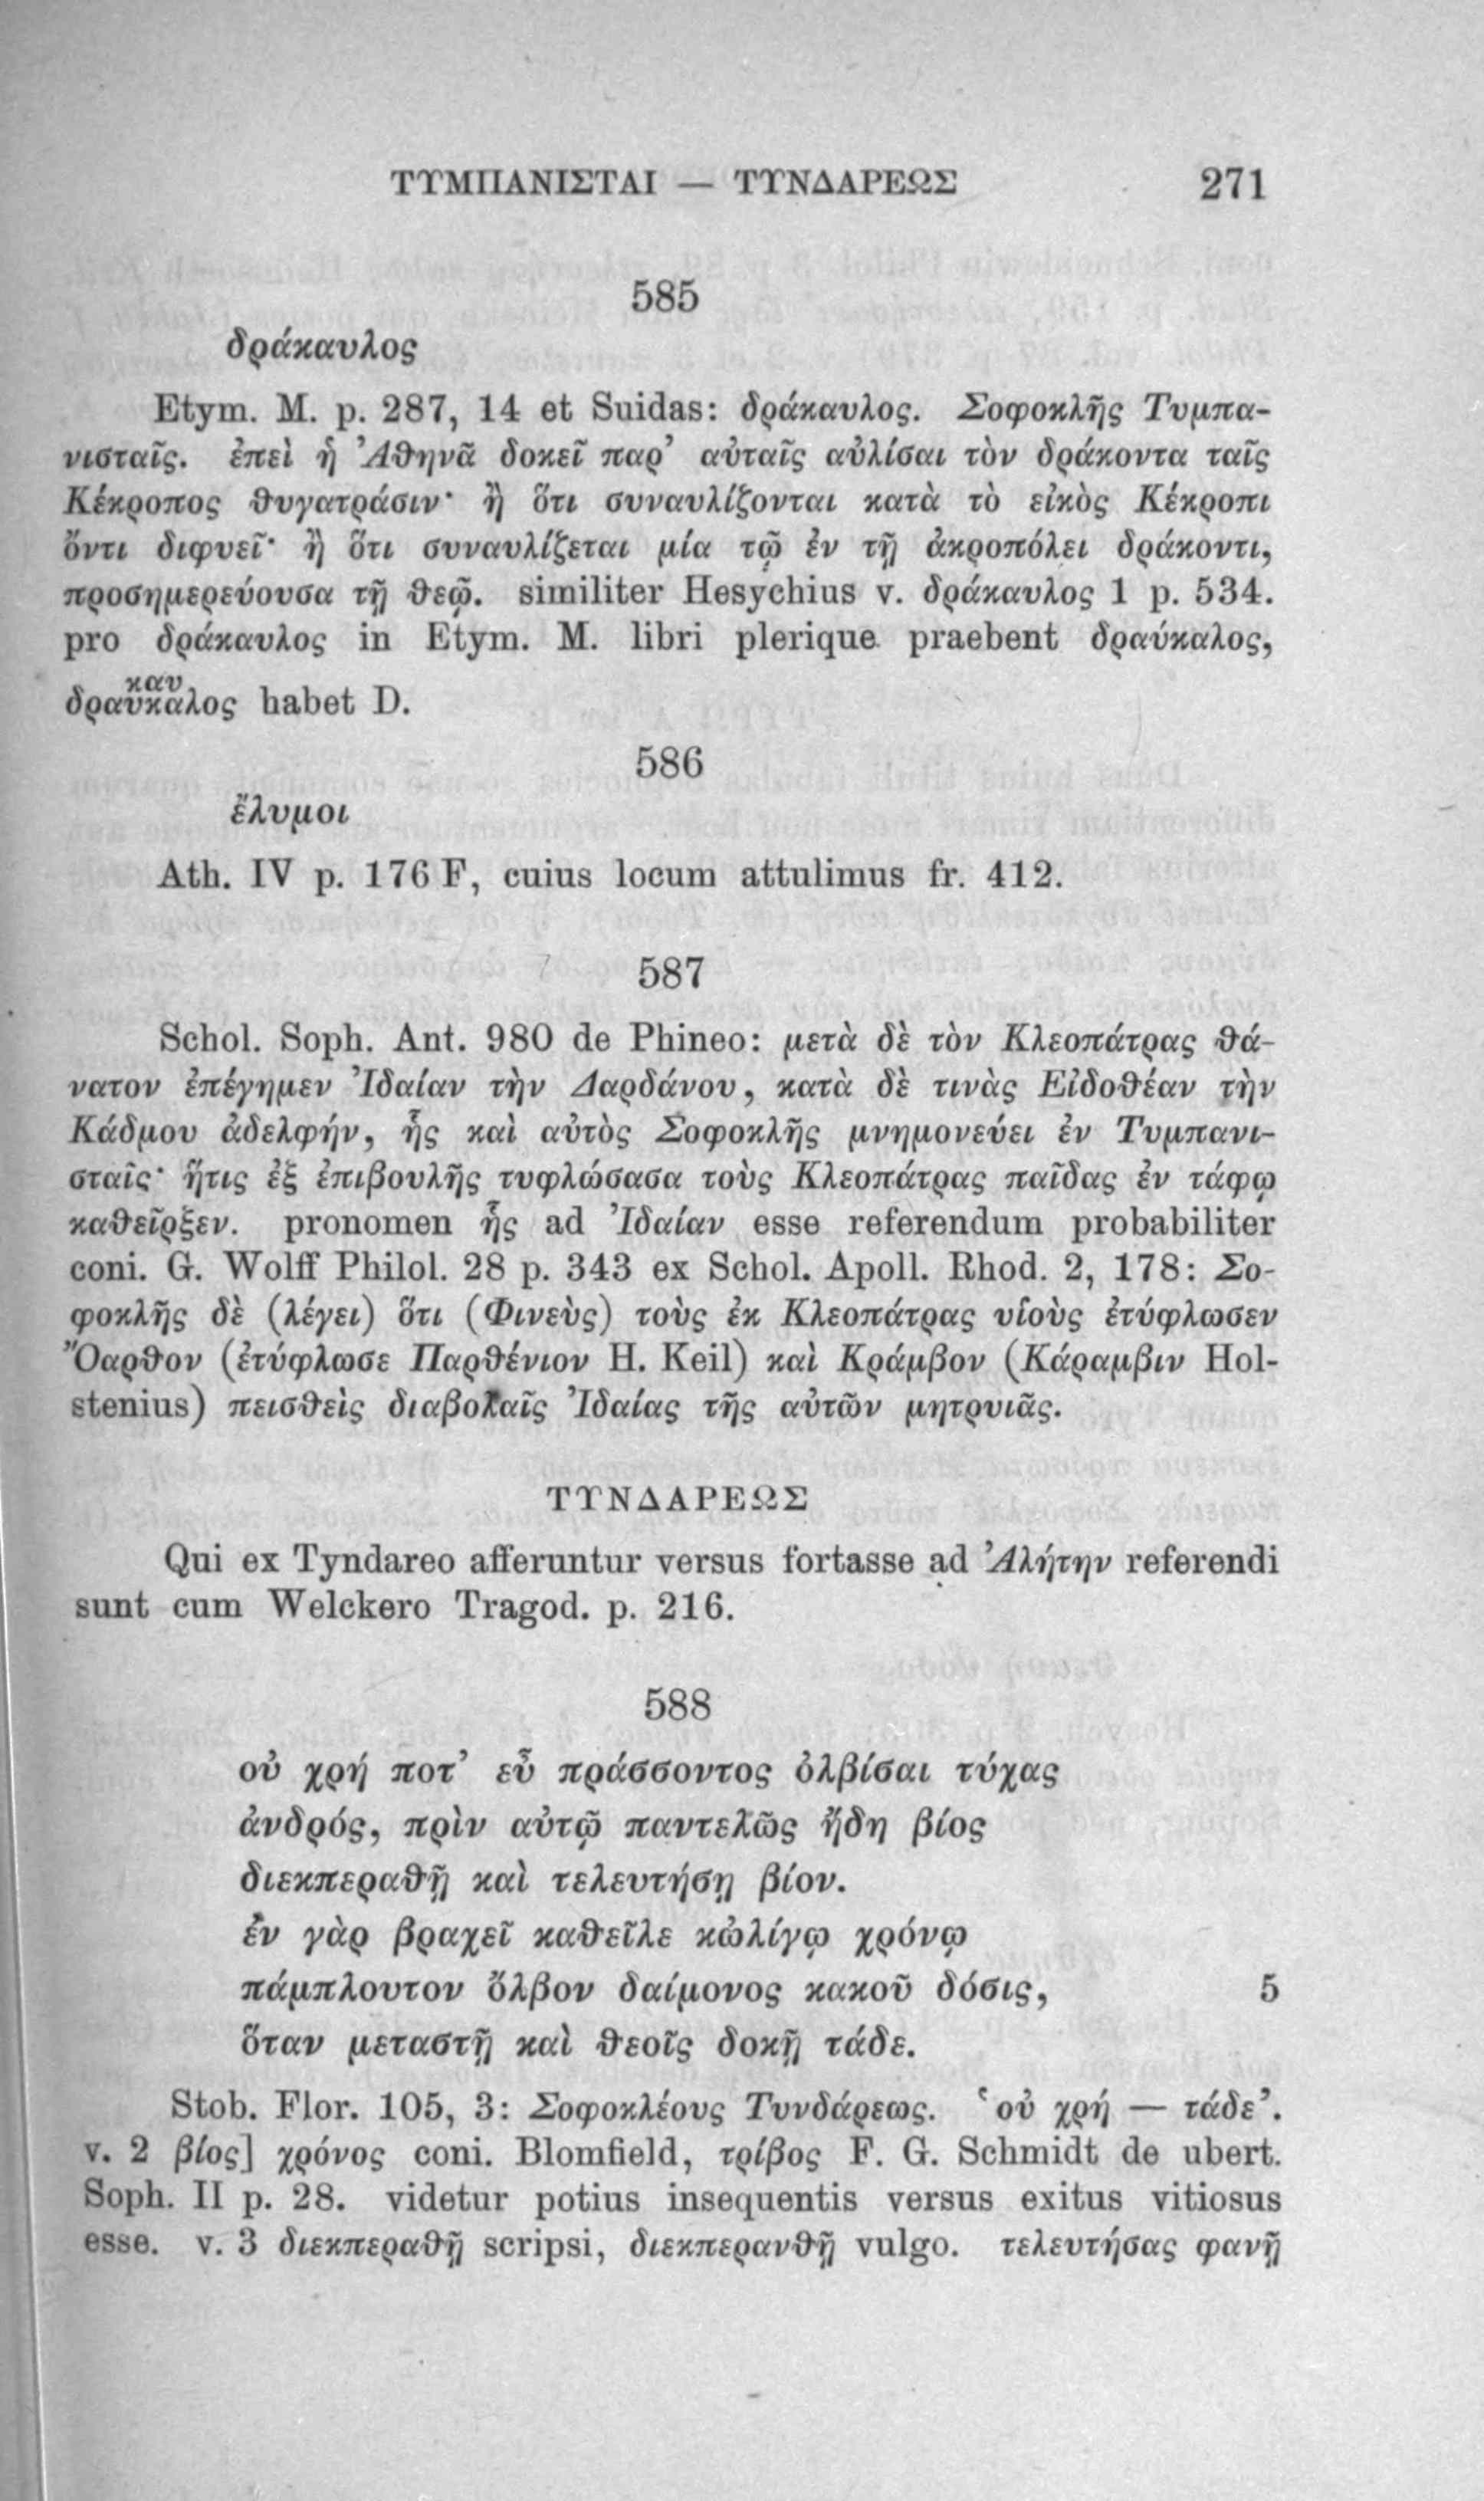 ΤΥΜΠΑΝΙΣΤΑΙ — ΤΥΝΔΑΡΕΩΣ 271
585
δράκαυλος
Etym. M. p. 287, 14 et Suidas: δράκαυλος. Σοφοκλῆς Τυμπα-
νισταῖς. ἐπεὶ ἡ Ἀθηνᾶ δοκεῖ παρ’ αὐταῖς αὐλίσαι τὸν δράκοντα ταῖς
Κέκροπος θυγατράσιν· ἢ ὅτι συναυλίζονται κατὰ τὸ εἰκὸς Κέκροπι
ὄντι διφυεῖ· ἢ ὅτι συναυλίζεται μία τῷ ἐν τῇ ἀκροπόλει δράκοντι,
προσημερεύουσα τῇ θεῷ. similiter Hesychius v. δράκαυλος 1 p. 534.
pro δράκαυλος in Etym. M. libri plerique praebent δραύκαλος,
καυ
δραυκαλος habet D.
586
ἔλυμοι
Ath. IV p. 176 F, cuius locum attulimus fr. 412.
587
Schol. Soph. Ant. 980 de Phineo: μετὰ δὲ τὸν Κλεοπάτρας θά-
νατον ἐπέγημεν Ἰδαίαν τὴν Δαρδάνου, κατὰ δὲ τινὰς Εἰδοθέαν τὴν
Κάδμου ἀδελφήν, ἧς καὶ αὐτὸς Σοφοκλῆς μνημονεύει ἐν Τυμπανι-
σταῖς· ἥτις ἐξ ἐπιβουλῆς τυφλώσασα τοὺς Κλεοπάτρας παῖδας ἐν τάφῳ
καθεῖρξεν. pronomen ἧς ad Ἰδαίαν esse referendum probabiliter
coni. G. Wolff Philol. 28 p. 343 ex Schol. Apoll. Rhod. 2, 178: Σο-
φοκλῆς δὲ (λέγει) ὅτι (Φινεὺς) τοὺς ἐκ Κλεοπάτρας υἱοὺς ἐτύφλωσεν
Ὄαρθον (ἐτύφλωσε Παρθένιον H. Keil) καὶ Κράμβον (Κάραμβιν Hol-
stenius) πεισθεὶς διαβολαῖς Ἰδαίας τῆς αὐτῶν μητρυιᾶς.
ΤΥΝΔΑΡΕΩΣ
Qui ex Tyndareo afferuntur versus fortasse ad Ἀλήτην referendi
sunt cum Welckero Tragod. p. 216.
588
οὐ χρή ποτ’ εὖ πράσσοντος ὀλβίσαι τύχας
ἀνδρός, πρὶν αὐτῷ παντελῶς ἤδη βίος
διεκπεραθῇ καὶ τελευτήσῃ βίον.
ἐν γὰρ βραχεῖ καθεῖλε κὠλίγῳ χρόνῳ
πάμπλουτον ὄλβον δαίμονος κακοῦ δόσις, 5
ὅταν μεταστῇ καὶ θεοῖς δοκῇ τάδε.
Stob. Flor. 105, 3: Σοφοκλέους Τυνδάρεως. ‘οὐ χρή — τάδε’.
v. 2 βίος] χρόνος coni. Blomfield, τρίβος F. G. Schmidt de ubert.
Soph. II p. 28. videtur potius insequentis versus exitus vitiosus
esse. v. 3 διεκπεραθῇ scripsi, διεκπερανθῇ vulgo. τελευτήσας φανῇ